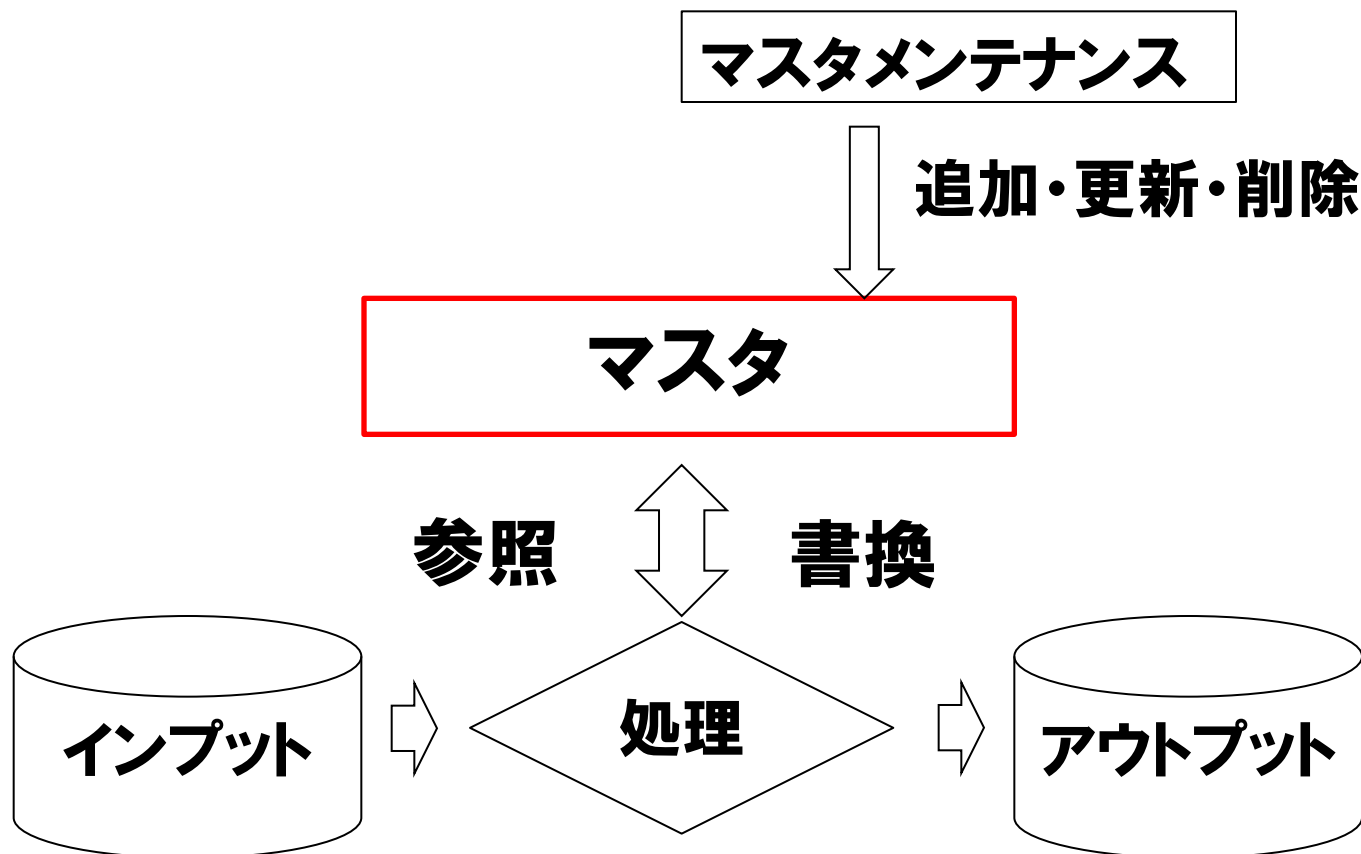 マスタメンテナンス
追加・更新・削除
マスタ
参照
書換
インプット
処理
アウトプット